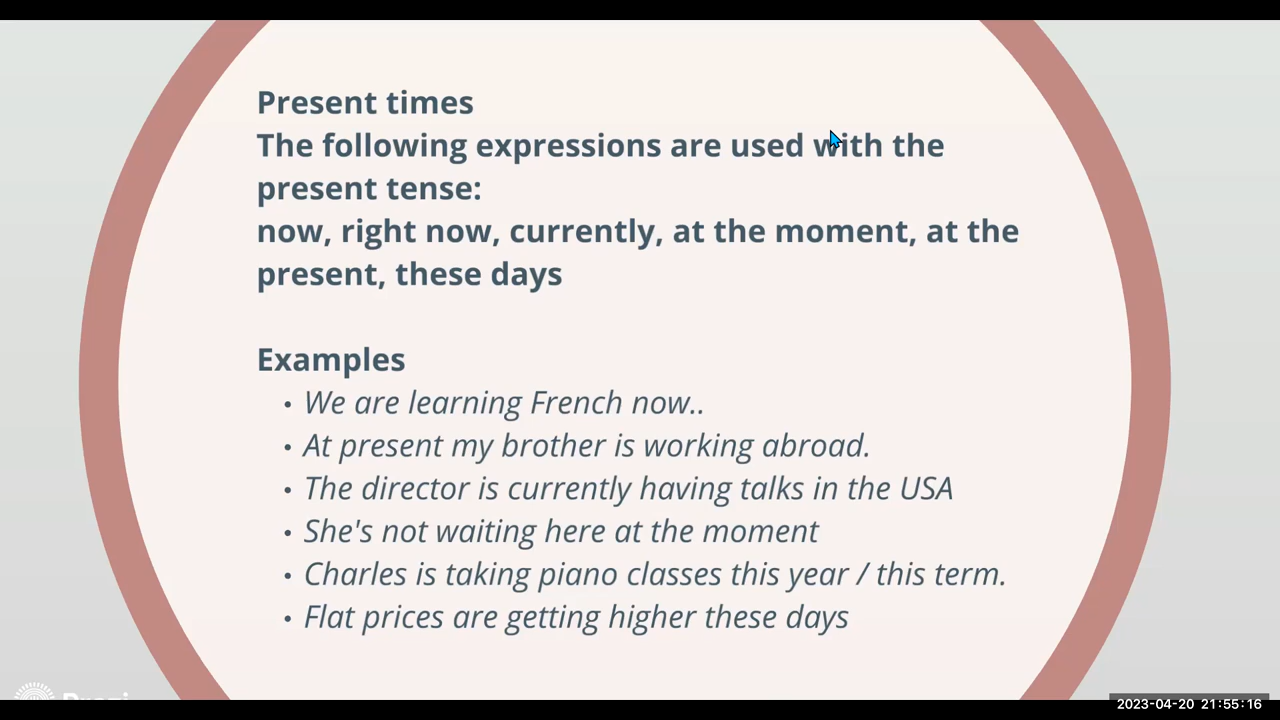 Present times
The following expressions are used with the
present tense:
now, right now, currently, at the moment, at the
present, these days
Examples
• We are learning French now..
• At present my brother is working abroad.
• The director is currently having talks in the USA
• She's not waiting here at the moment
• Charles is taking piano classes this year / this term.
• Flat prices are getting higher these days
2023-04-20 21:55:16